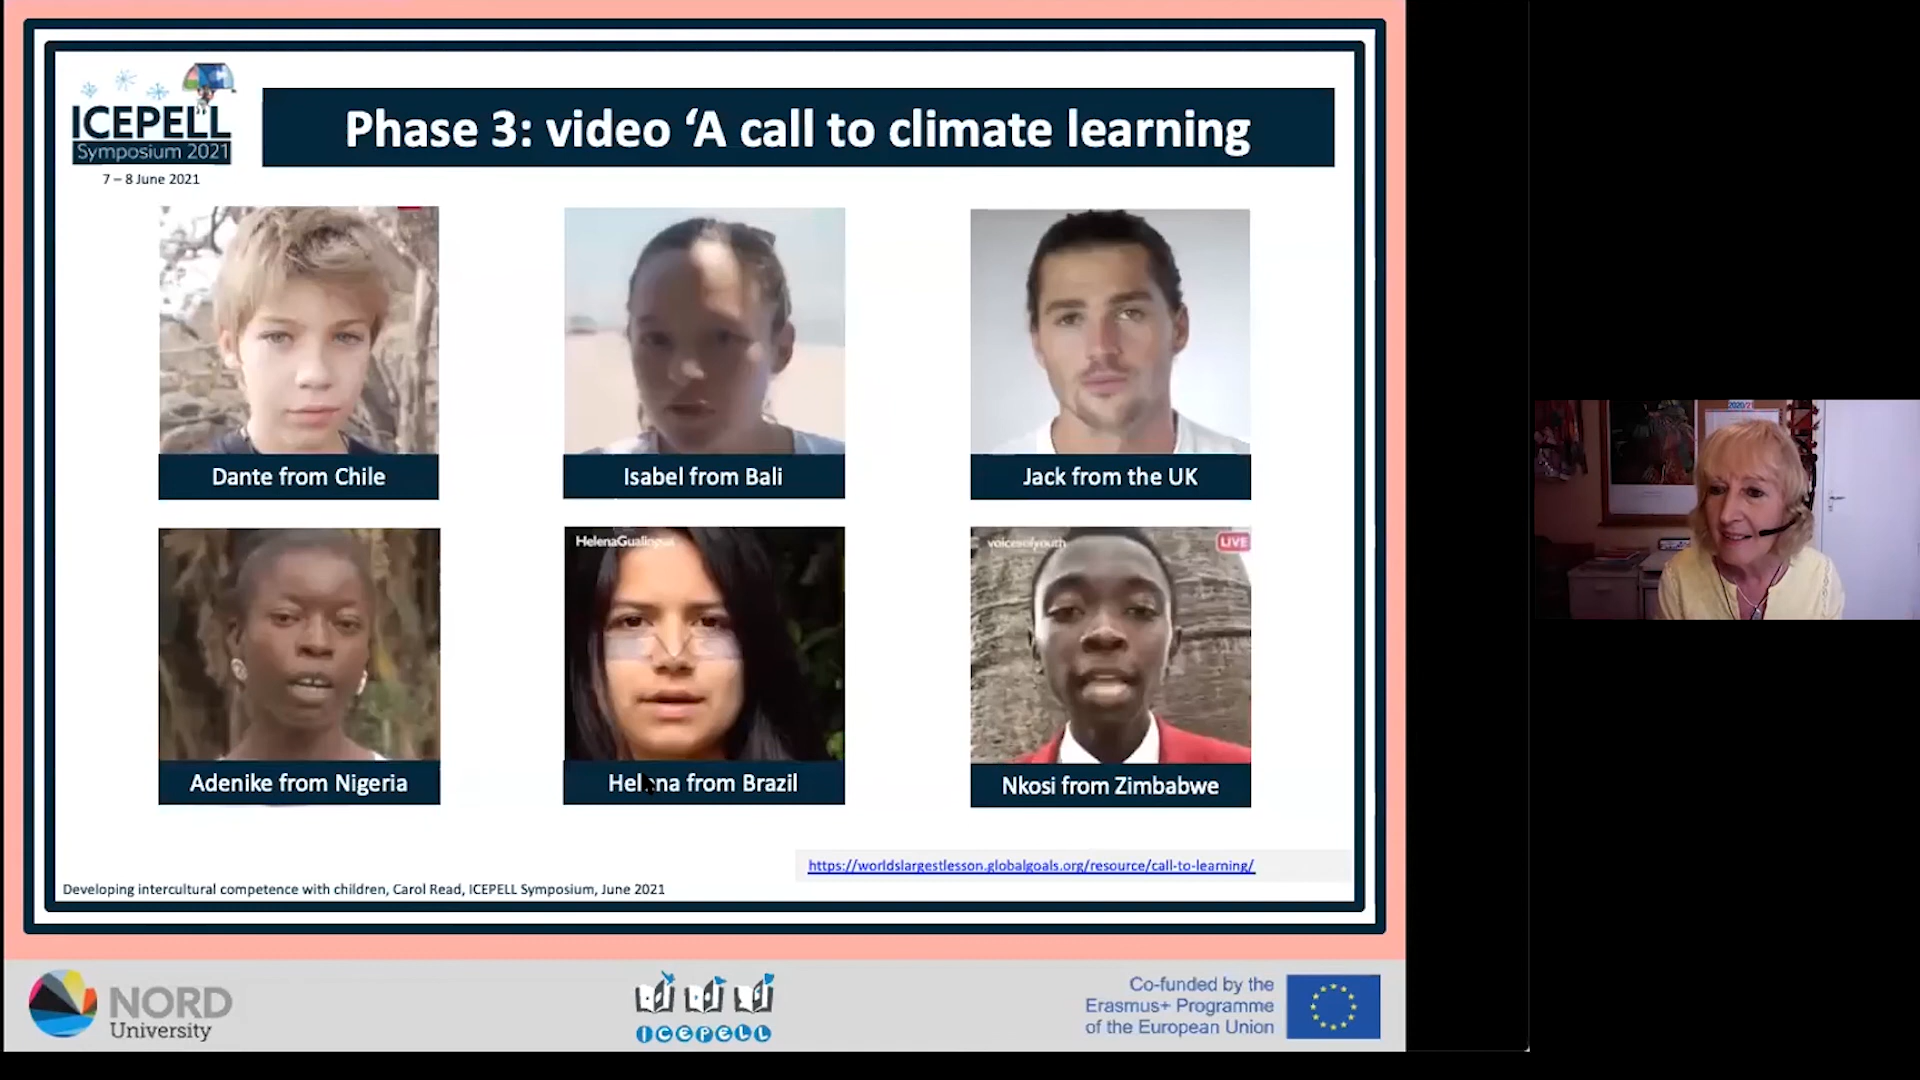 ICEPELL
Symposium 2021
7 – 8 June 2021
Phase 3: video ‘A call to climate learning
Dante from Chile
Isabel from Bali
Jack from the UK
HelenaGualinga
voicesofyouth
LIVE
Adenike from Nigeria
Helena from Brazil
Nkosi from Zimbabwe
https://worldslargestlesson.globalgoals.org/resource/call-to-learning/
Developing intercultural competence with children, Carol Read, ICEPELL Symposium, June 2021
NORD
University
ICEPELL
Co-funded by the
Erasmus+ Programme
of the European Union
2020/21